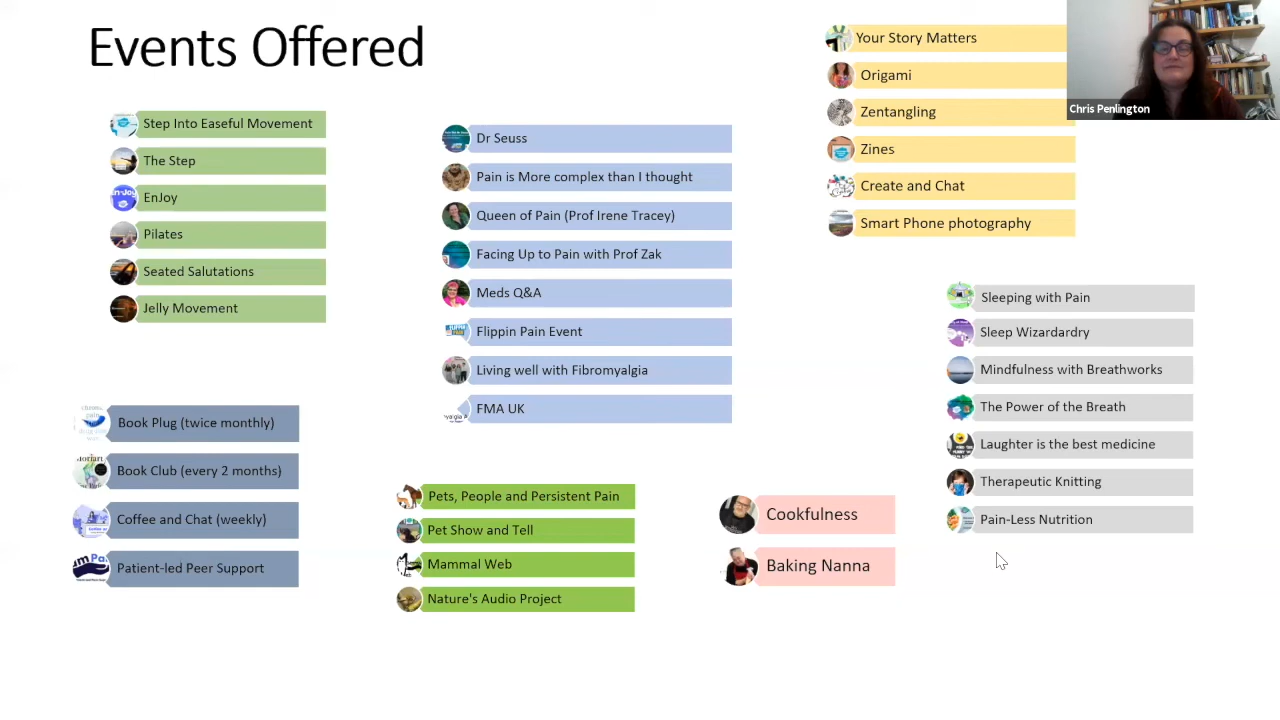 Events Offered
Step Into Easeful Movement
The Step
EnJoy
Pilates
Seated Salutations
Jelly Movement
Dr Seuss
Pain is More complex than I thought
Queen of Pain (Prof Irene Tracey)
Facing Up to Pain with Prof Zak
Meds Q&A
Flippin Pain Event
Living well with Fibromyalgia
FMA UK
Your Story Matters
Origami
Zentangling
Zines
Create and Chat
Smart Phone photography
Chris Penlington
Sleeping with Pain
Sleep Wizardardry
Mindfulness with Breathworks
The Power of the Breath
Laughter is the best medicine
Therapeutic Knitting
Pain-Less Nutrition
Book Plug (twice monthly)
Book Club (every 2 months)
Coffee and Chat (weekly)
Patient-led Peer Support
Pets, People and Persistent Pain
Pet Show and Tell
Mammal Web
Nature's Audio Project
Cookfulness
Baking Nanna